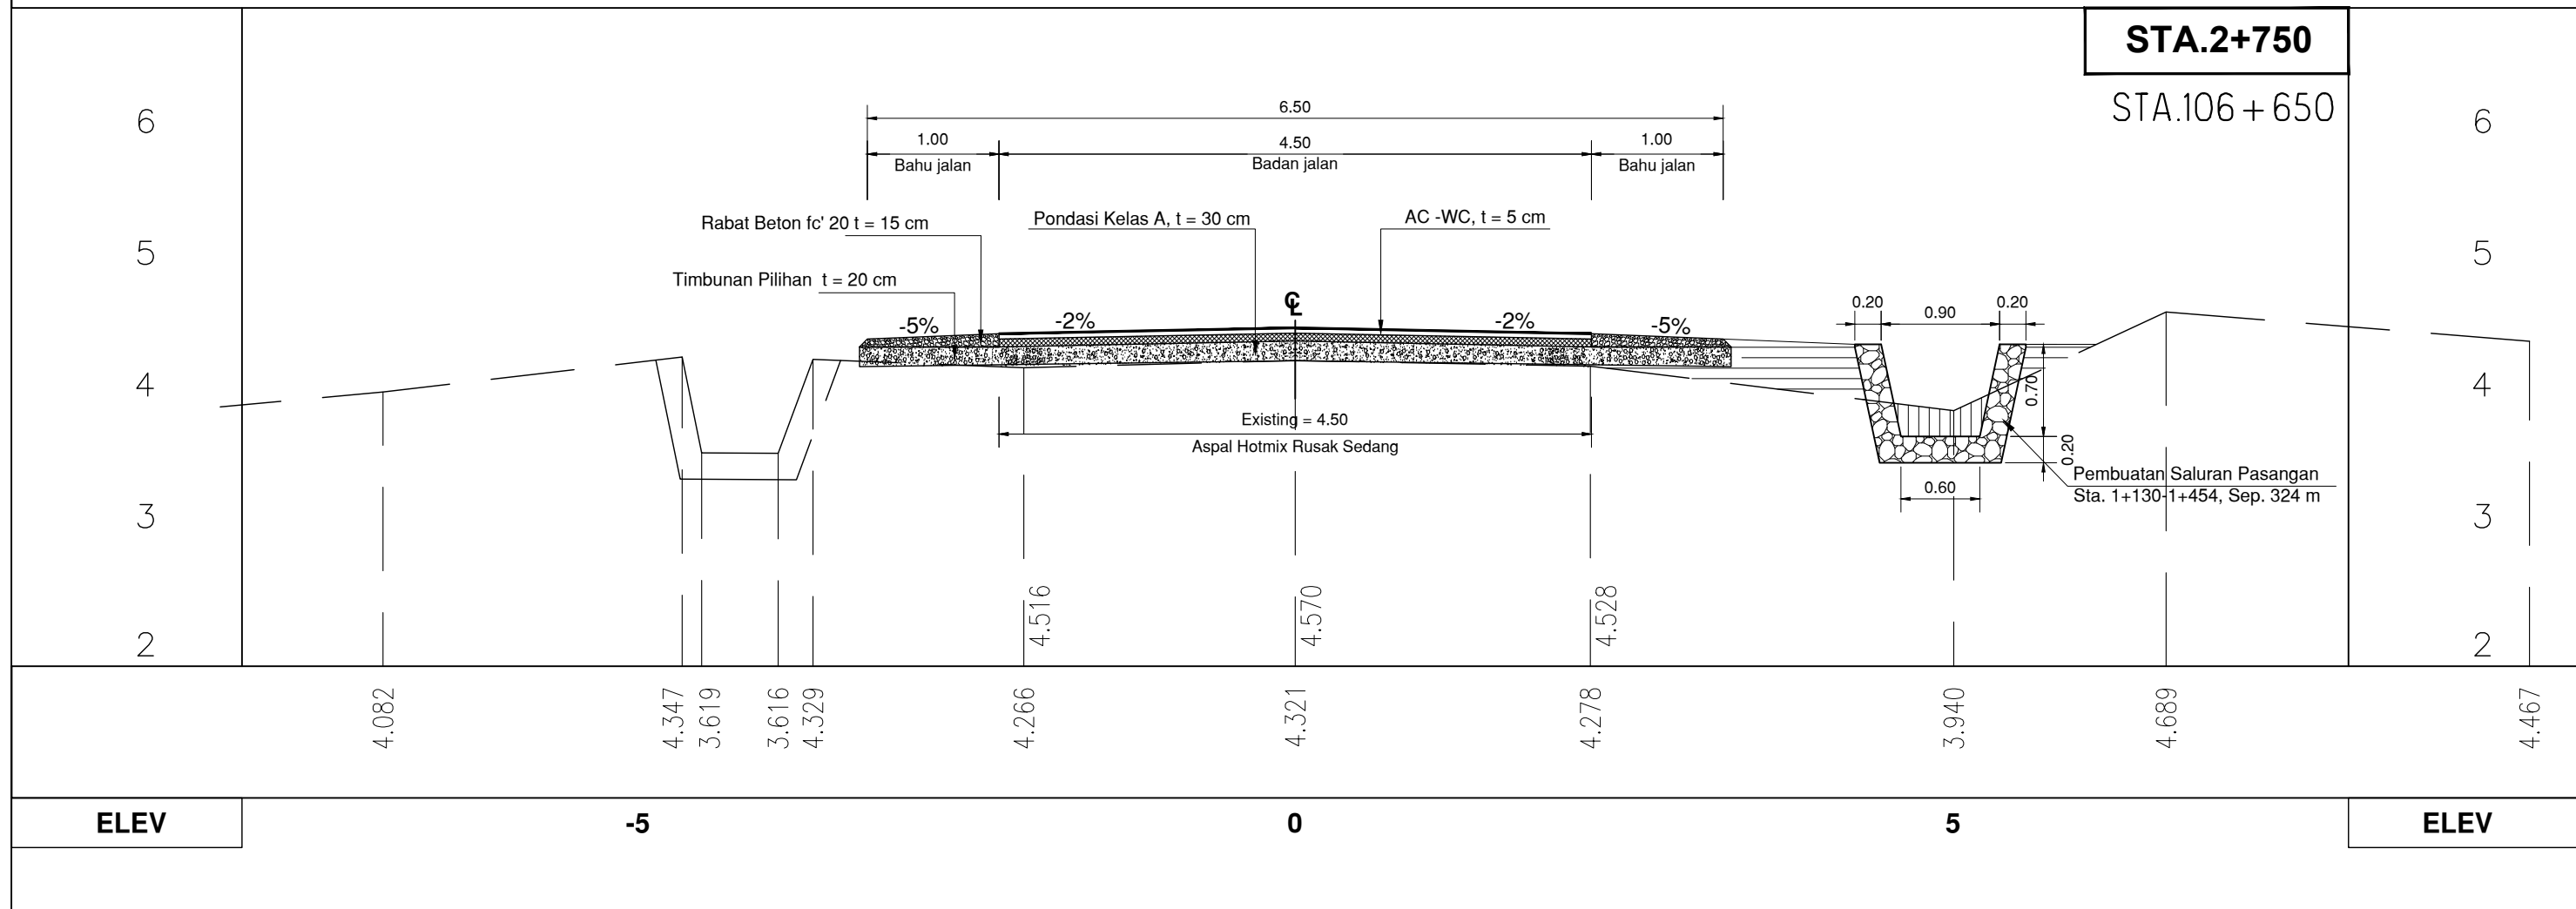 STA.2+750
STA.106+650
6
6
6.50
1.00
4.50
1.00
Bahu jalan
Badan jalan
Bahu jalan
Rabat Beton fc' 20 t = 15 cm
Pondasi Kelas A, t = 30 cm
AC -WC, t = 5 cm
5
5
Timbunan Pilihan t = 20 cm
CL
-5%
-2%
-2%
-5%
0.20
0.90
0.20
4
4
0.70
Existing = 4.50
Aspal Hotmix Rusak Sedang
0.20
Pembuatan Saluran Pasangan
Sta. 1+130-1+454, Sep. 324 m
0.60
3
3
4.516
4.570
4.528
2
2
4.082
4.347
3.619
3.616
4.329
4.266
4.321
4.278
3.940
4.689
4.467
ELEV
-5
0
5
ELEV